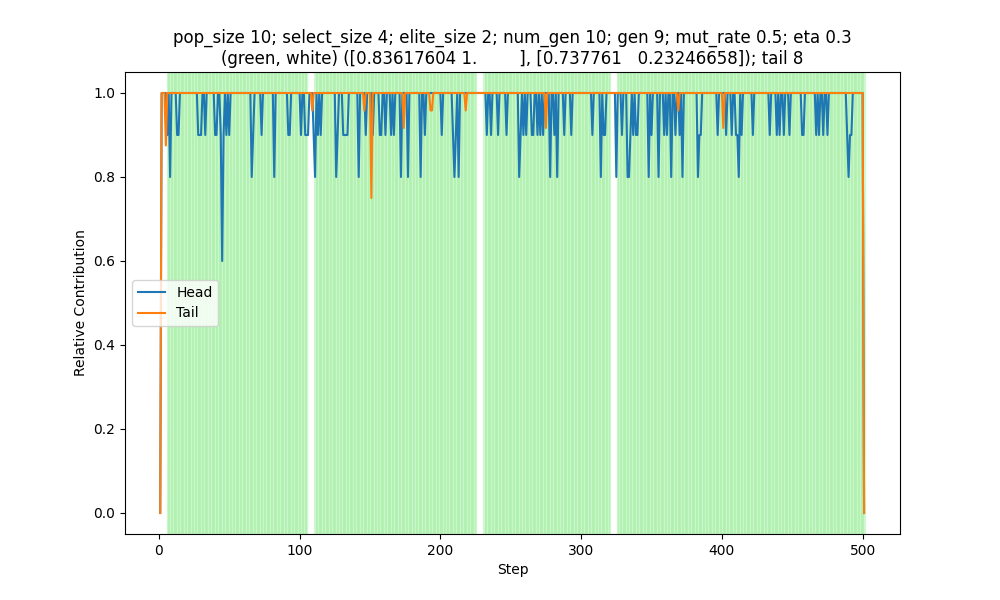 pop_size 10; select_size 4; elite_size 2; num_gen 10; gen 9; mut_rate 0.5; eta 0.3
(green, white) ([0.83617604 1.        ], [0.737761   0.23246658]); tail 8
1.0
0.8
0.6
0.4
0.2
0.0
Relative Contribution
Head
Tail
0
100
200
300
400
500
Step